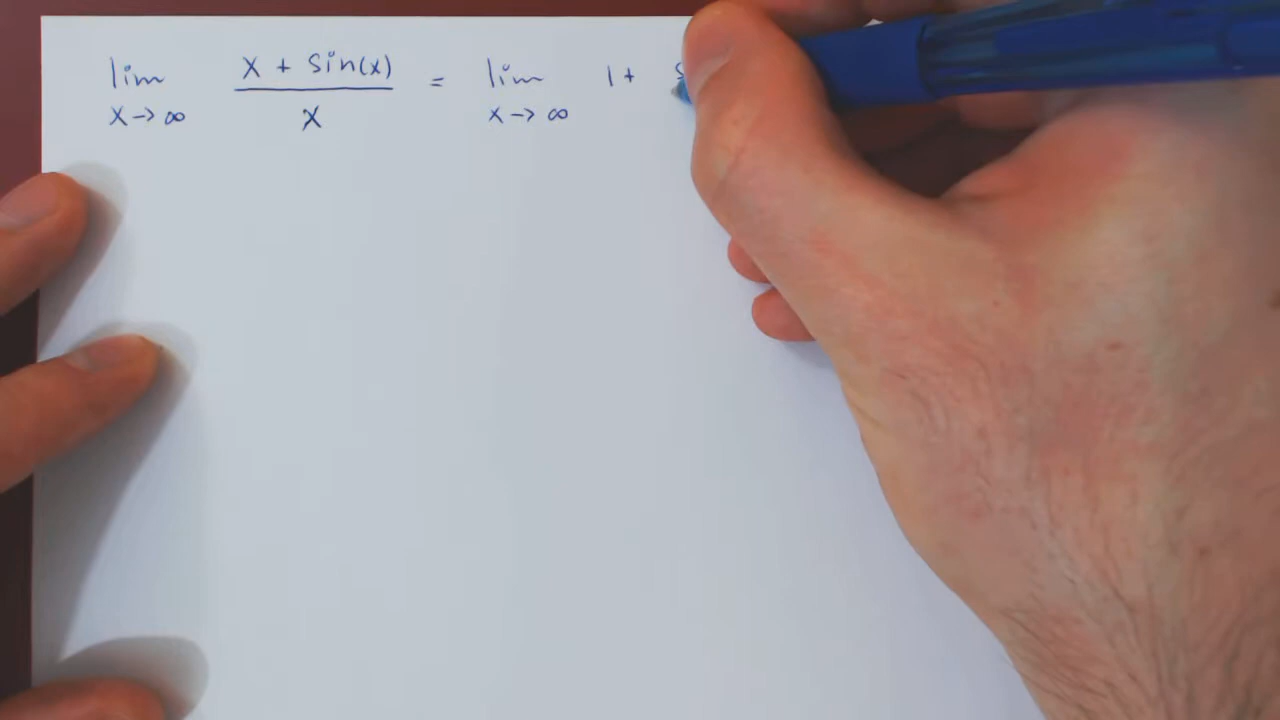 lim x + sin(x) = lim 1 +
x→∞ x x→∞